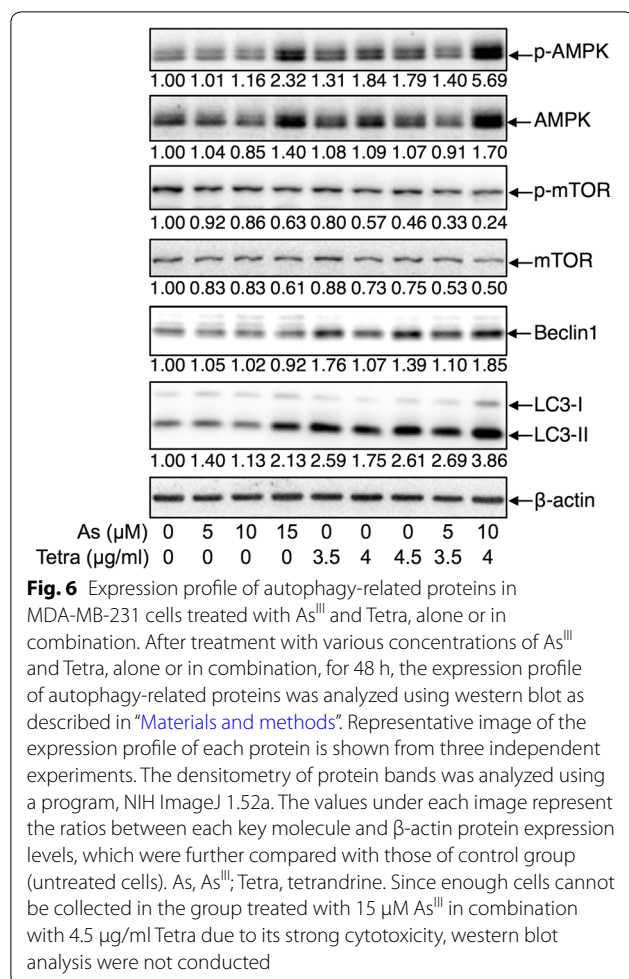 p-AMPK
1.00 1.01 1.16 2.32 1.31 1.84 1.79 1.40 5.69
AMPK
1.00 1.04 0.85 1.40 1.08 1.09 1.07 0.91 1.70
p-mTOR
1.00 0.92 0.86 0.63 0.80 0.57 0.46 0.33 0.24
mTOR
1.00 0.83 0.83 0.61 0.88 0.73 0.75 0.53 0.50
Beclin1
1.00 1.05 1.02 0.92 1.76 1.07 1.39 1.10 1.85
LC3-I
LC3-II
1.00 1.40 1.13 2.13 2.59 1.75 2.61 2.69 3.86
β-actin
As (μM) 0 5 10 15 0 0 0 5 10
Tetra (μg/ml) 0 0 0 0 3.5 4 4.5 3.5 4
Fig. 6 Expression profile of autophagy-related proteins in
MDA-MB-231 cells treated with Asᴵᴵᴵ and Tetra, alone or in
combination. After treatment with various concentrations of Asᴵᴵᴵ
and Tetra, alone or in combination, for 48 h, the expression profile
of autophagy-related proteins was analyzed using western blot as
described in “Materials and methods”. Representative image of the
expression profile of each protein is shown from three independent
experiments. The densitometry of protein bands was analyzed using
a program, NIH ImageJ 1.52a. The values under each image represent
the ratios between each key molecule and β-actin protein expression
levels, which were further compared with those of control group
(untreated cells). As, Asᴵᴵᴵ; Tetra, tetrandrine. Since enough cells cannot
be collected in the group treated with 15 μM Asᴵᴵᴵ in combination
with 4.5 μg/ml Tetra due to its strong cytotoxicity, western blot
analysis were not conducted